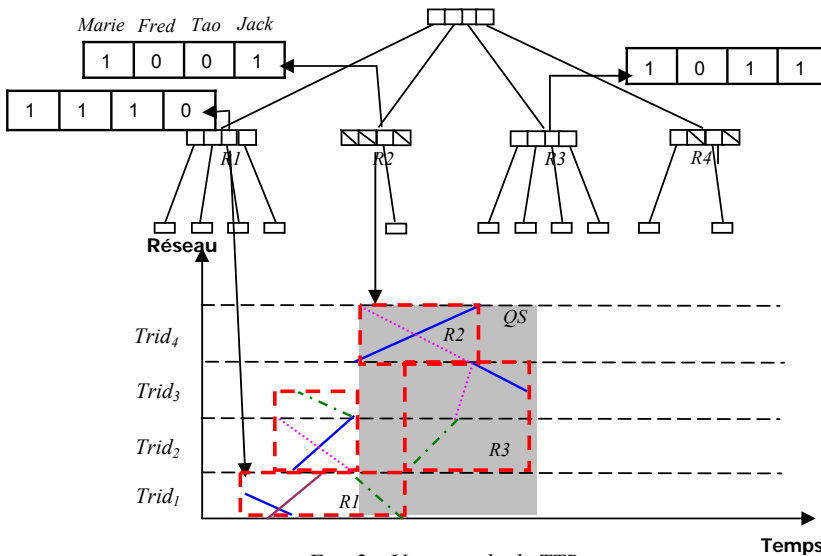 Marie Fred Tao Jack
1 0 0 1
1 0 1 1
1 1 1 0
R1 R2 R3 R4
Réseau
QS
Trid4 R2
Trid3
Trid2 R3
Trid1 R1
Temps